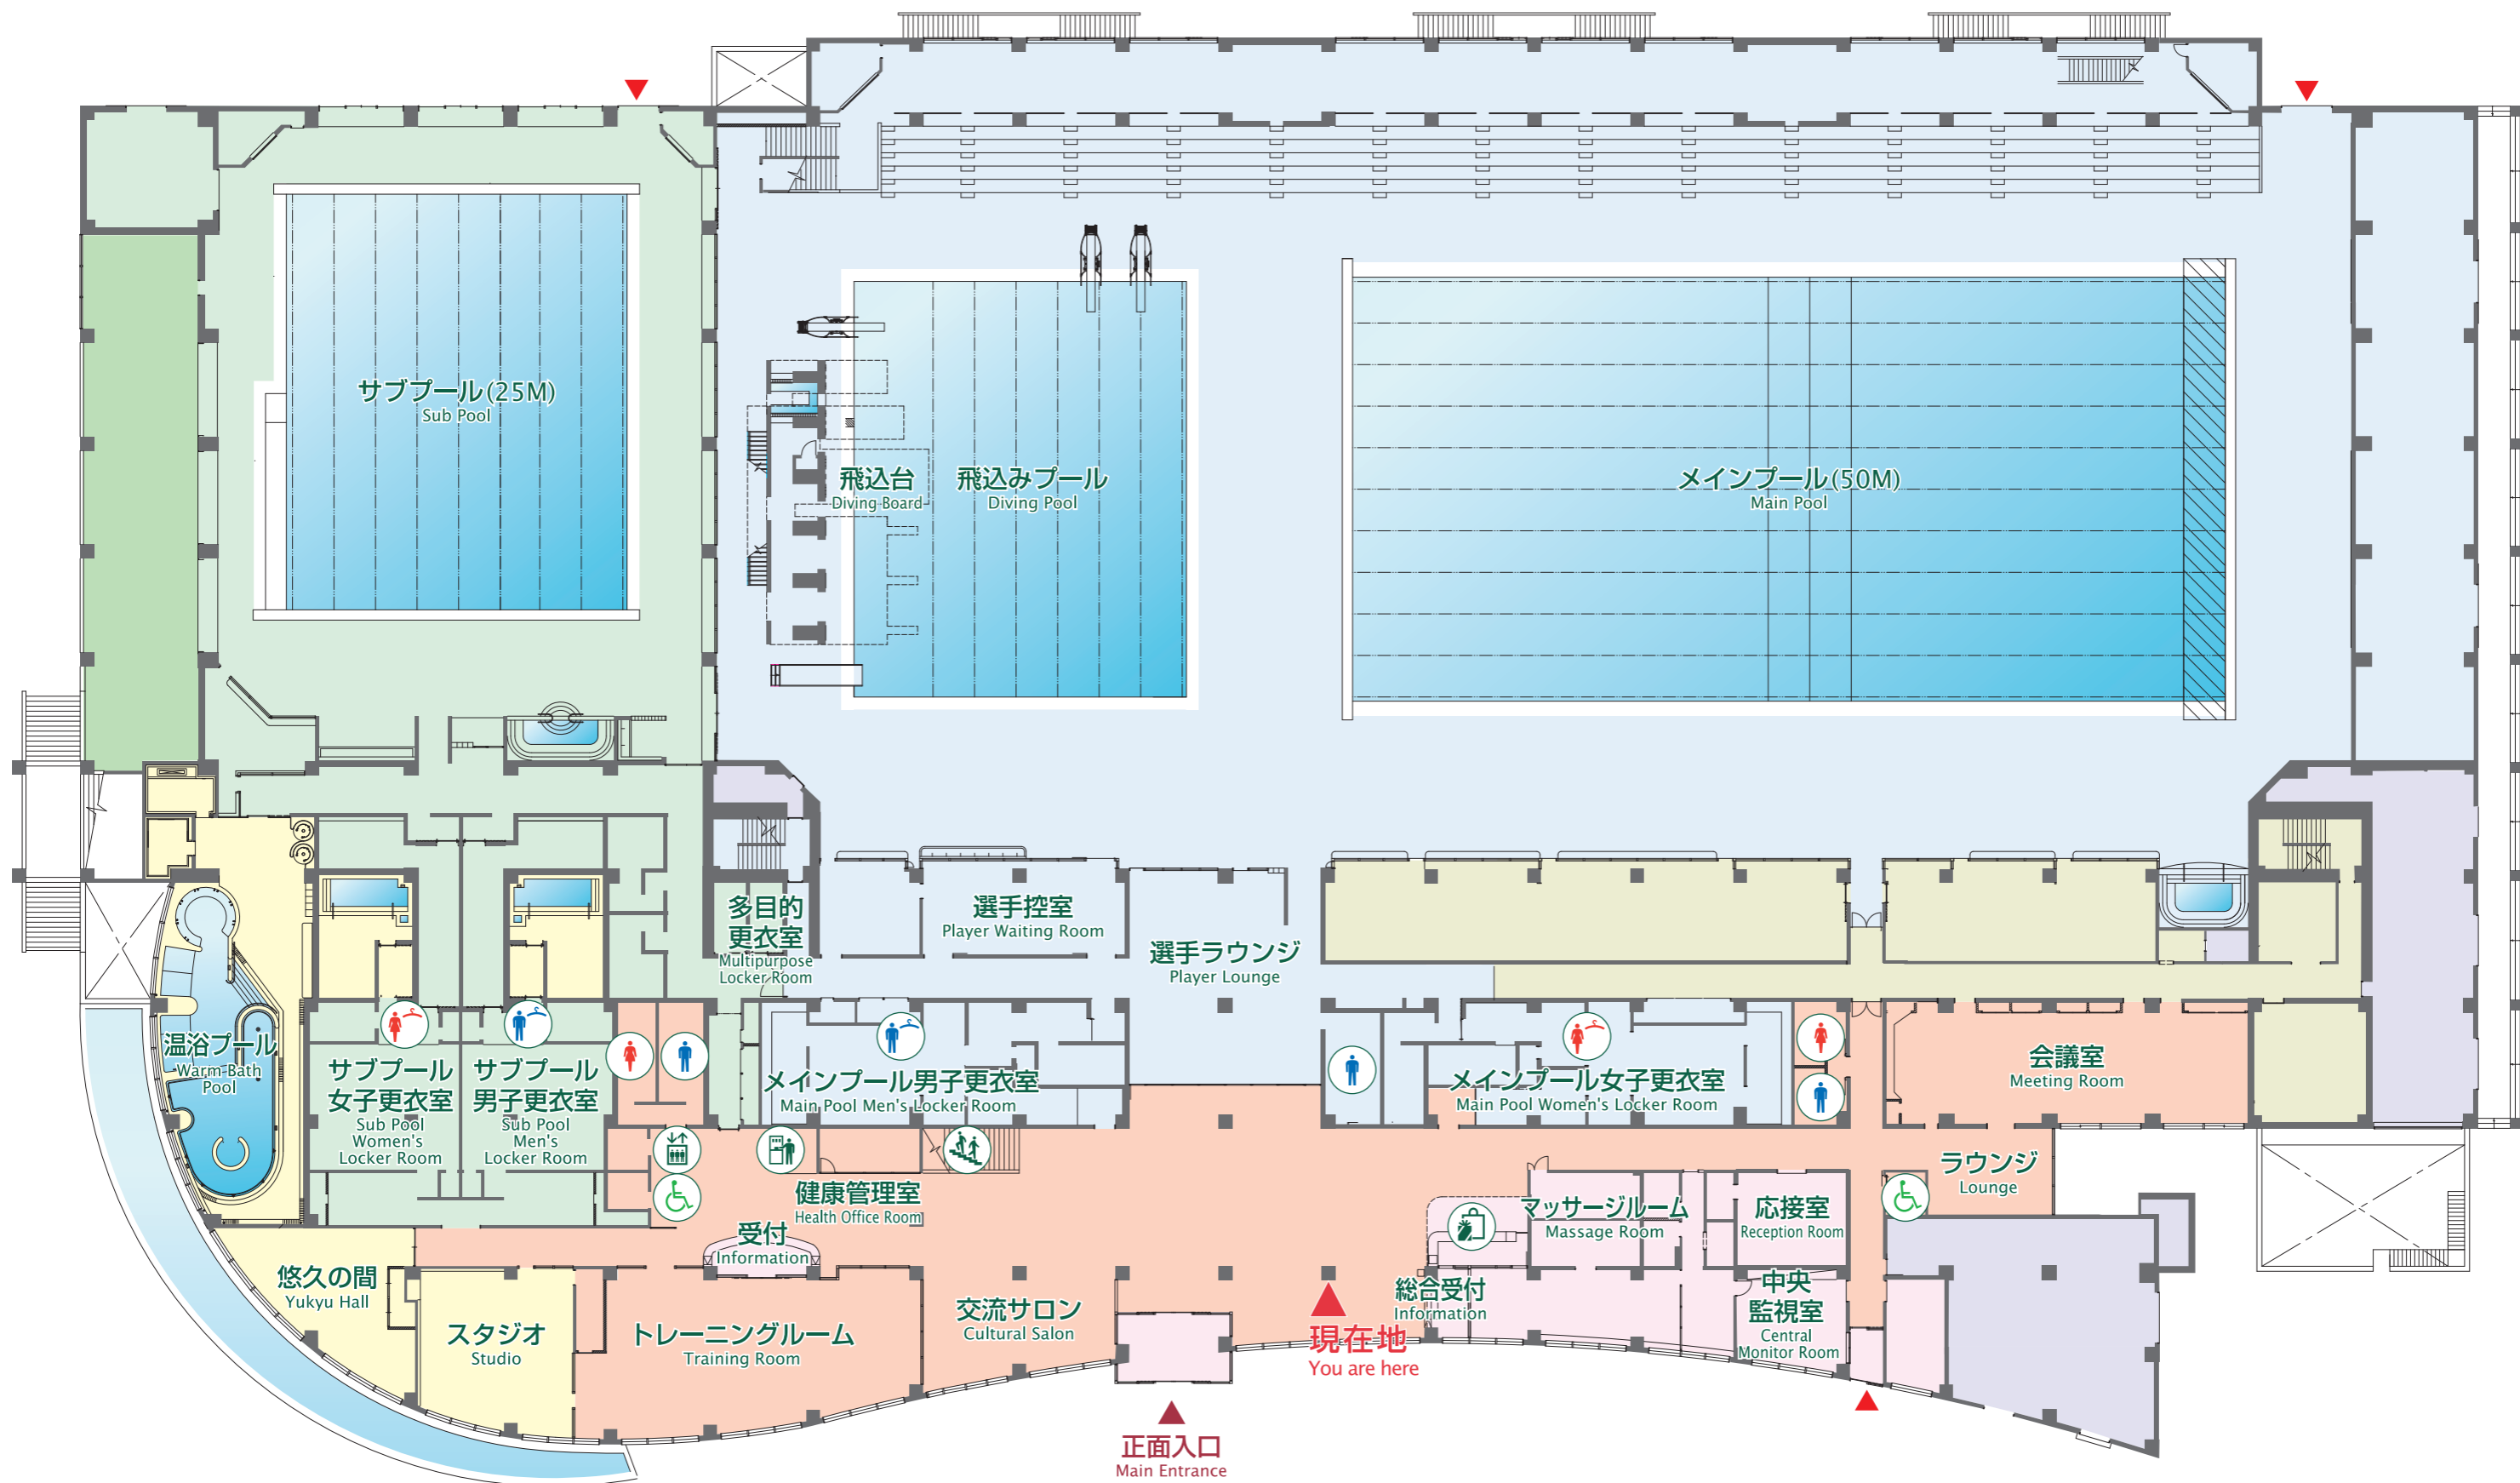 サブプール(25M)
Sub Pool
飛込台
Diving Board
飛込みプール
Diving Pool
メインプール(50M)
Main Pool
多目的
更衣室
Multipurpose
Locker Room
選手控室
Player Waiting Room
選手ラウンジ
Player Lounge
温浴プール
Warm Bath
Pool
サブプール
女子更衣室
Sub Pool
Women's
Locker Room
サブプール
男子更衣室
Sub Pool
Men's
Locker Room
メインプール男子更衣室
Main Pool Men's Locker Room
メインプール女子更衣室
Main Pool Women's Locker Room
会議室
Meeting Room
健康管理室
Health Office Room
受付
Information
マッサージルーム
Massage Room
応接室
Reception Room
ラウンジ
Lounge
悠久の間
Yukyu Hall
スタジオ
Studio
トレーニングルーム
Training Room
交流サロン
Cultural Salon
総合受付
Information
中央
監視室
Central
Monitor Room
現在地
You are here
正面入口
Main Entrance